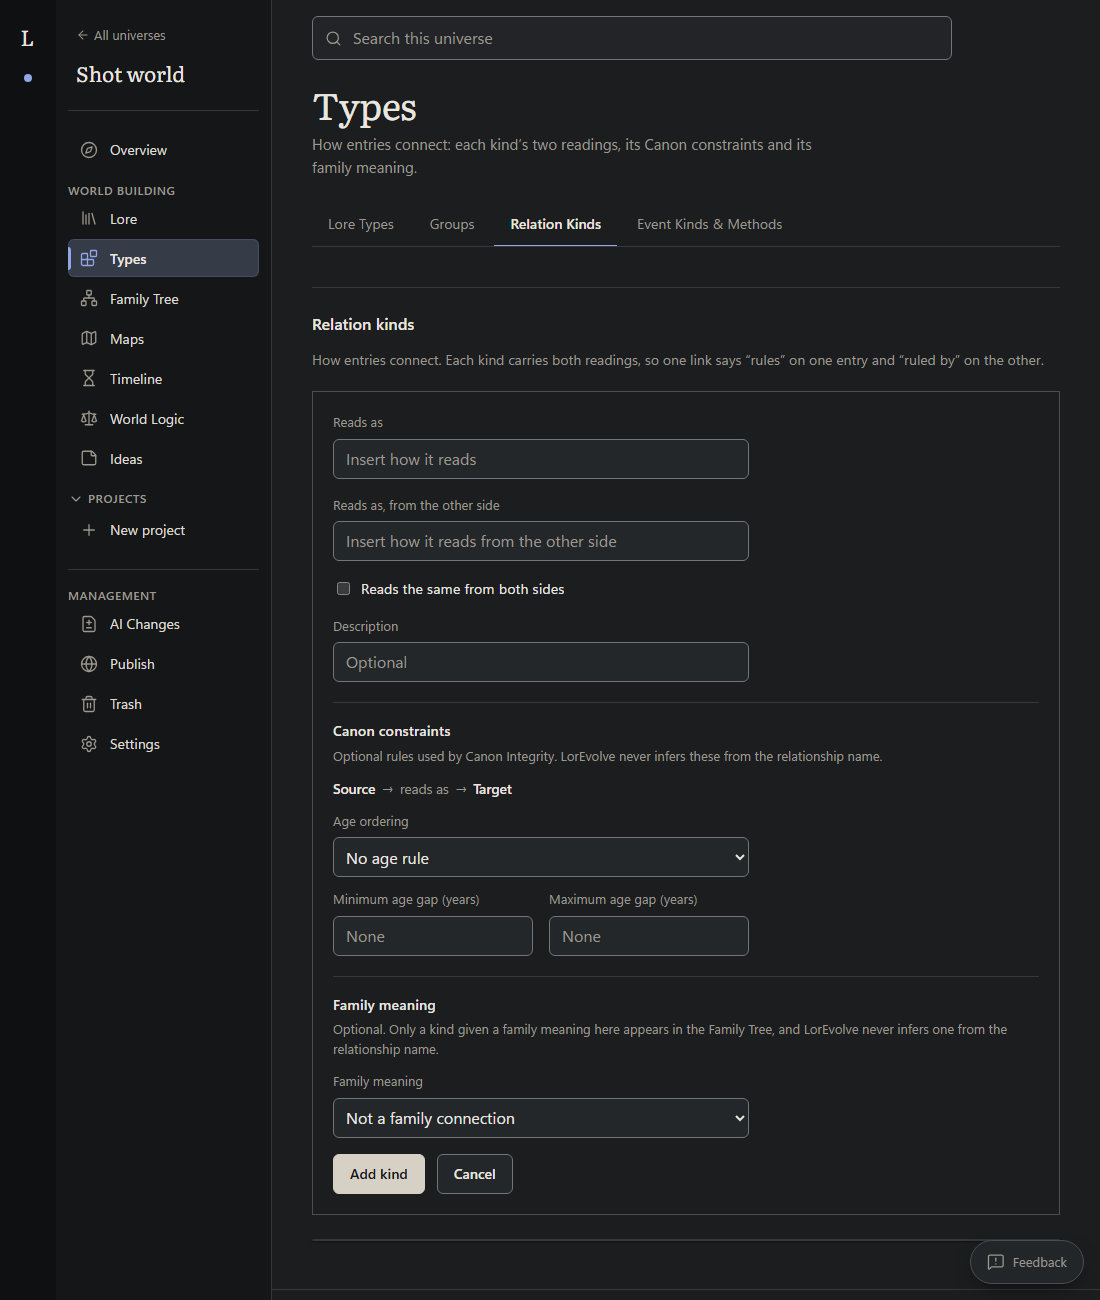 L
← All universes
Shot world
Overview
WORLD BUILDING
Lore
Types
Family Tree
Maps
Timeline
World Logic
Ideas
PROJECTS
New project
MANAGEMENT
AI Changes
Publish
Trash
Settings
Search this universe
Types
How entries connect: each kind's two readings, its Canon constraints and its
family meaning.
Lore Types
Groups
Relation Kinds
Event Kinds & Methods
Relation kinds
How entries connect. Each kind carries both readings, so one link says “rules” on one entry and “ruled by” on the other.
Reads as
Insert how it reads
Reads as, from the other side
Insert how it reads from the other side
Reads the same from both sides
Description
Optional
Canon constraints
Optional rules used by Canon Integrity. LorEvolve never infers these from the relationship name.
Source → reads as → Target
Age ordering
No age rule
Minimum age gap (years)
Maximum age gap (years)
None
None
Family meaning
Optional. Only a kind given a family meaning here appears in the Family Tree, and LorEvolve never infers one from the
relationship name.
Family meaning
Not a family connection
Add kind
Cancel
Feedback